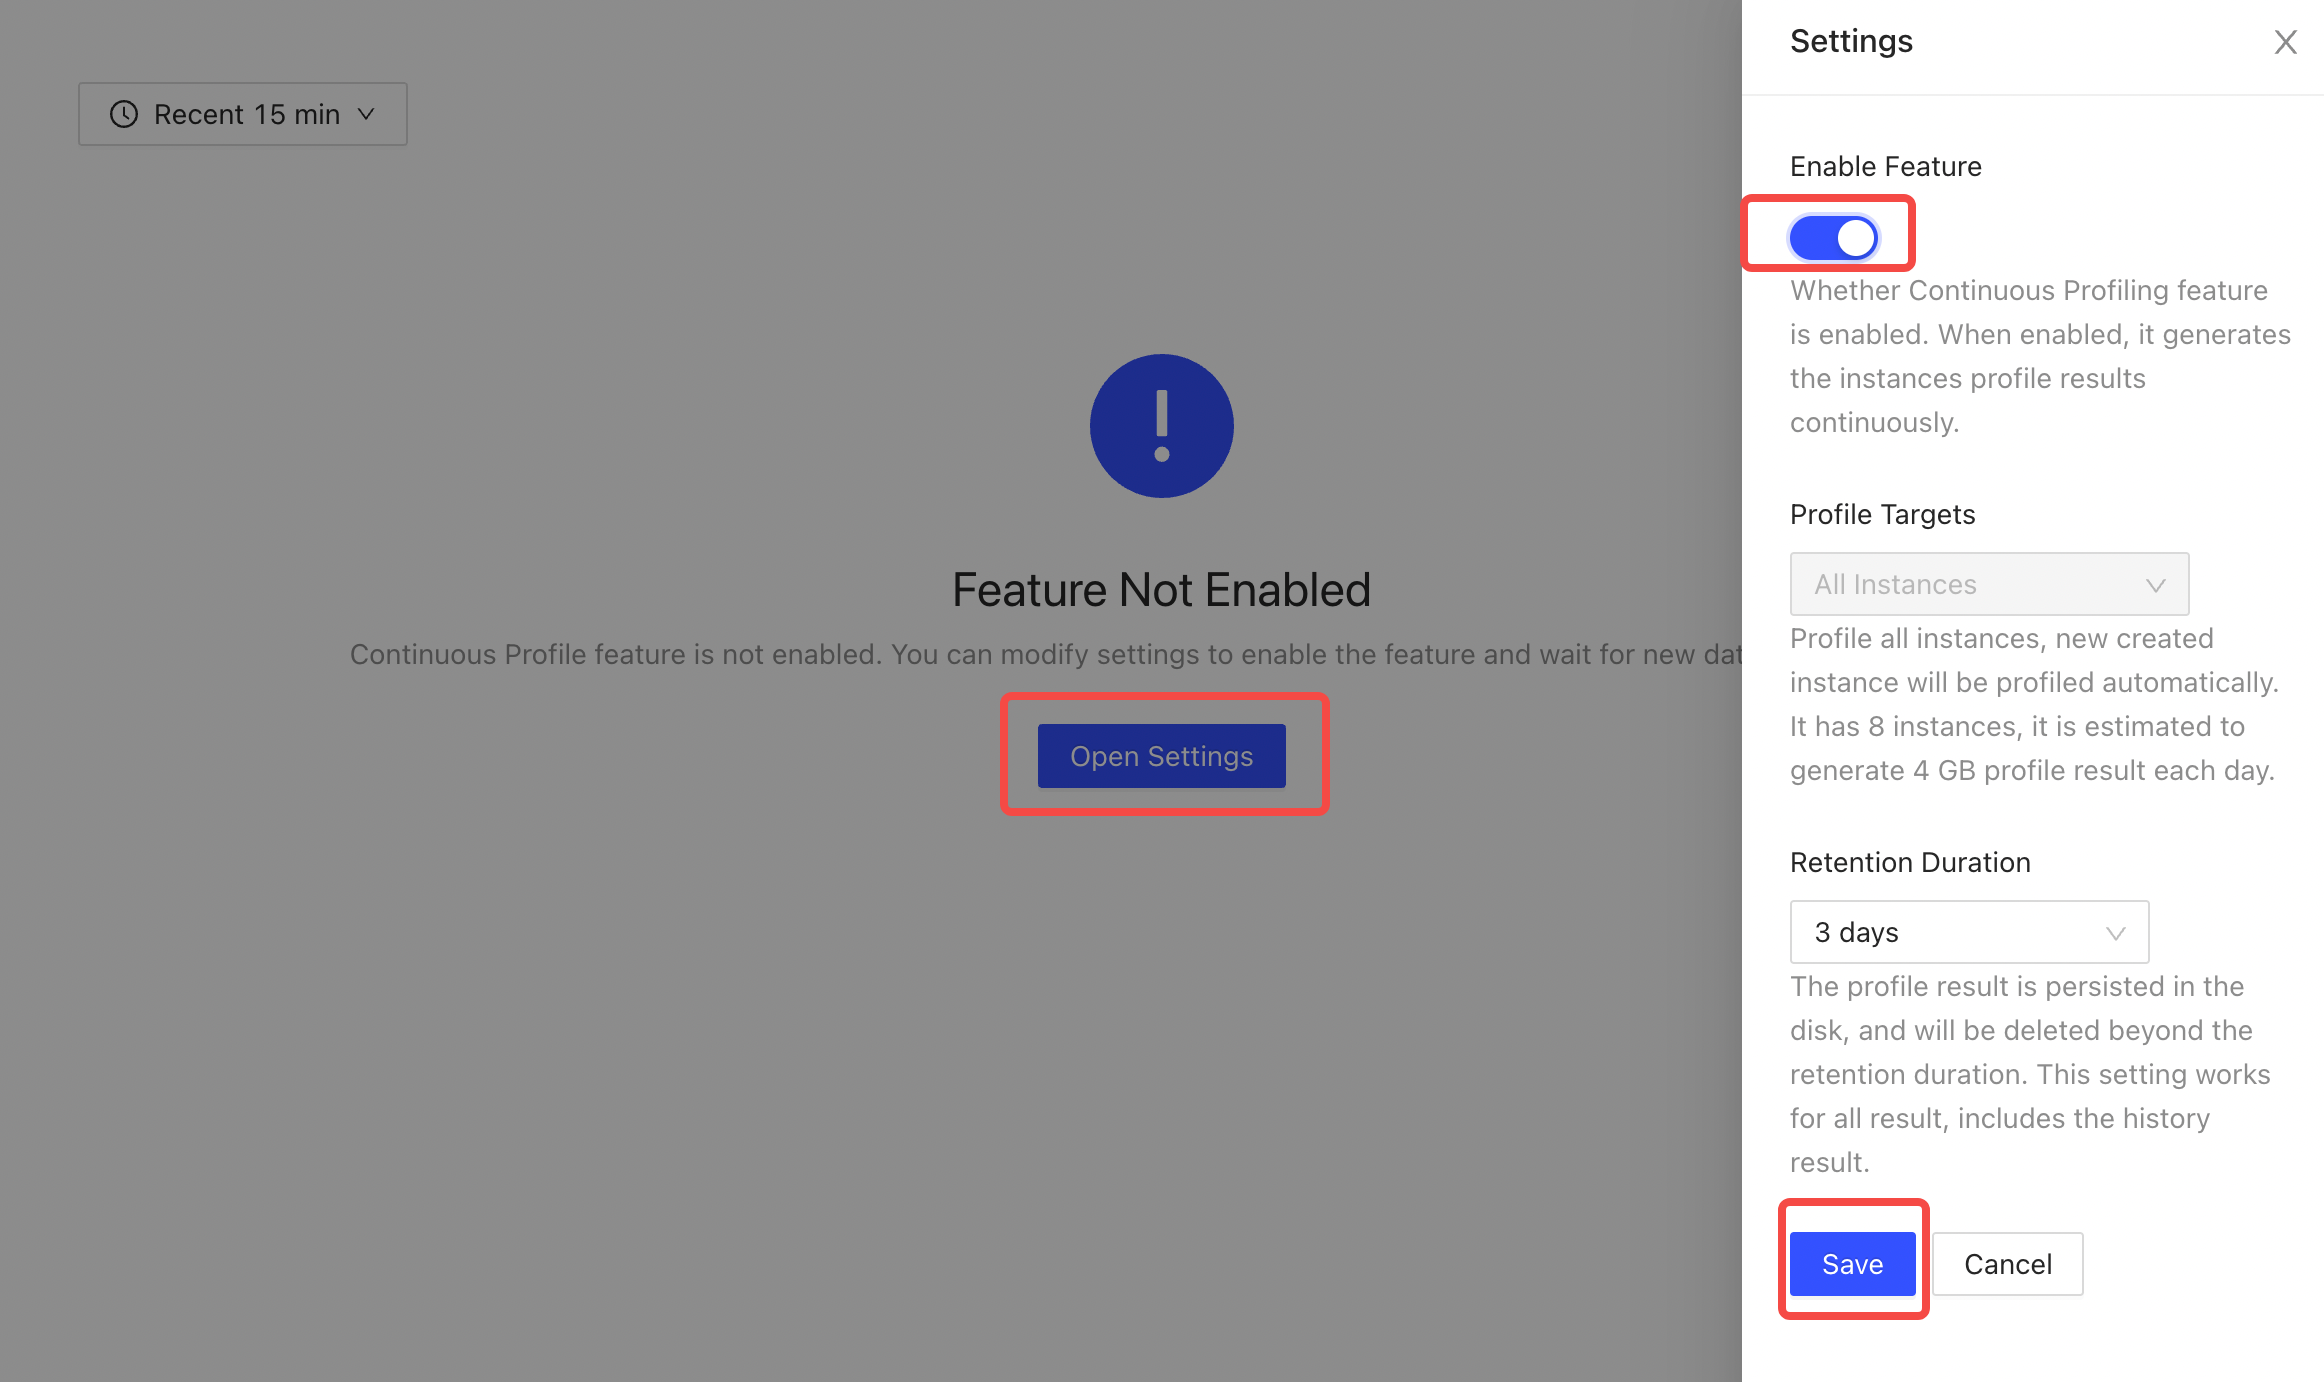 Recent 15 min
Feature Not Enabled
Continuous Profile feature is not enabled. You can modify settings to enable the feature and wait for new dat
Open Settings
Settings
Enable Feature
Whether Continuous Profiling feature
is enabled. When enabled, it generates
the instances profile results
continuously.
Profile Targets
All Instances
Profile all instances, new created
instance will be profiled automatically.
It has 8 instances, it is estimated to
generate 4 GB profile result each day.
Retention Duration
3 days
The profile result is persisted in the
disk, and will be deleted beyond the
retention duration. This setting works
for all result, includes the history
result.
Save
Cancel